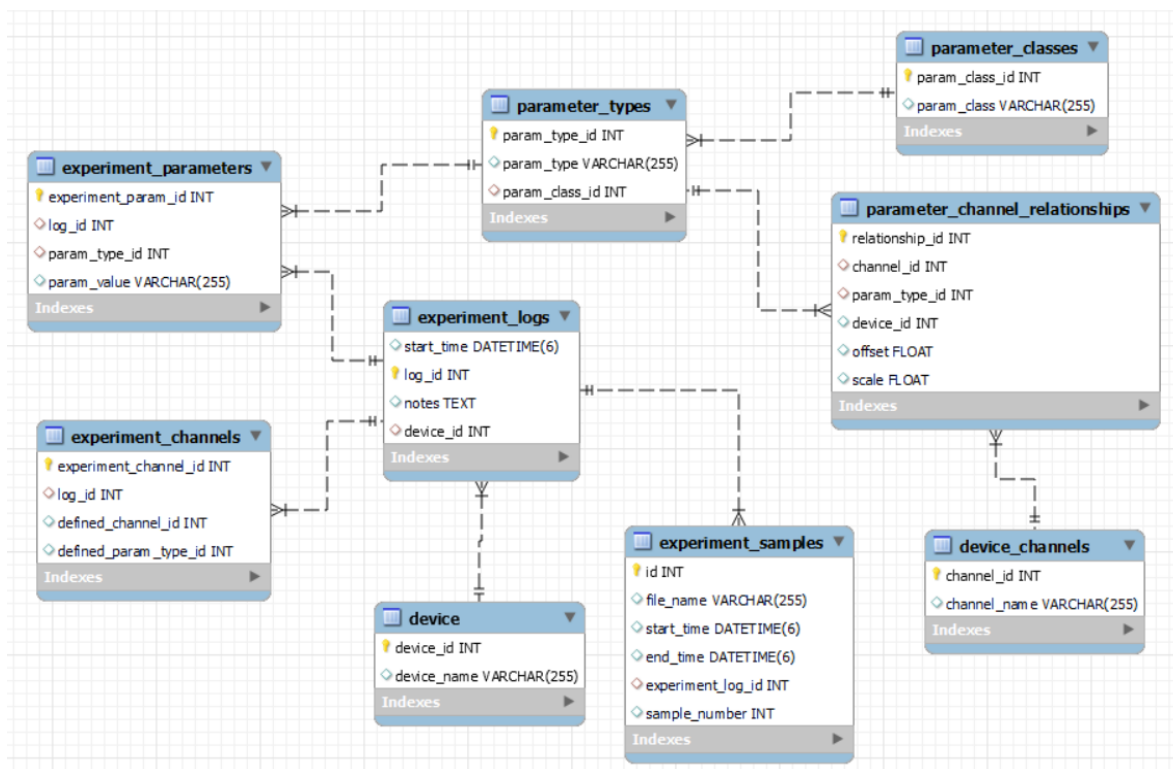 parameter_classes
param_class_id INT
param_class VARCHAR(255)
Indexes
parameter_types
param_type_id INT
param_type VARCHAR(255)
param_class_id INT
Indexes
experiment_parameters
experiment_param_id INT
log_id INT
param_type_id INT
param_value VARCHAR(255)
Indexes
parameter_channel_relationships
relationship_id INT
channel_id INT
param_type_id INT
device_id INT
offset FLOAT
scale FLOAT
Indexes
experiment_logs
start_time DATETIME(6)
log_id INT
notes TEXT
device_id INT
Indexes
experiment_channels
experiment_channel_id INT
log_id INT
defined_channel_id INT
defined_param_type_id INT
Indexes
experiment_samples
id INT
file_name VARCHAR(255)
start_time DATETIME(6)
end_time DATETIME(6)
experiment_log_id INT
sample_number INT
Indexes
device_channels
channel_id INT
channel_name VARCHAR(255)
Indexes
device
device_id INT
device_name VARCHAR(255)
Indexes